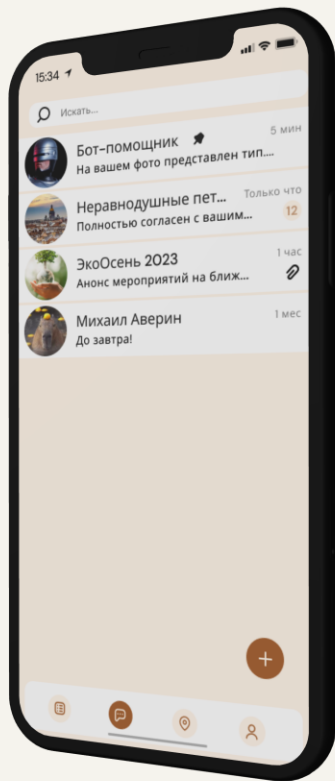 15:34
Искать...
Бот-помощник
5 мин
На вашем фото представлен тип....
Неравнодушные пет...
Только что
Полностью согласен с вашим...
12
ЭкоОсень 2023
1 час
Анонс мероприятий на ближ...
Михаил Аверин
1 мес
До завтра!